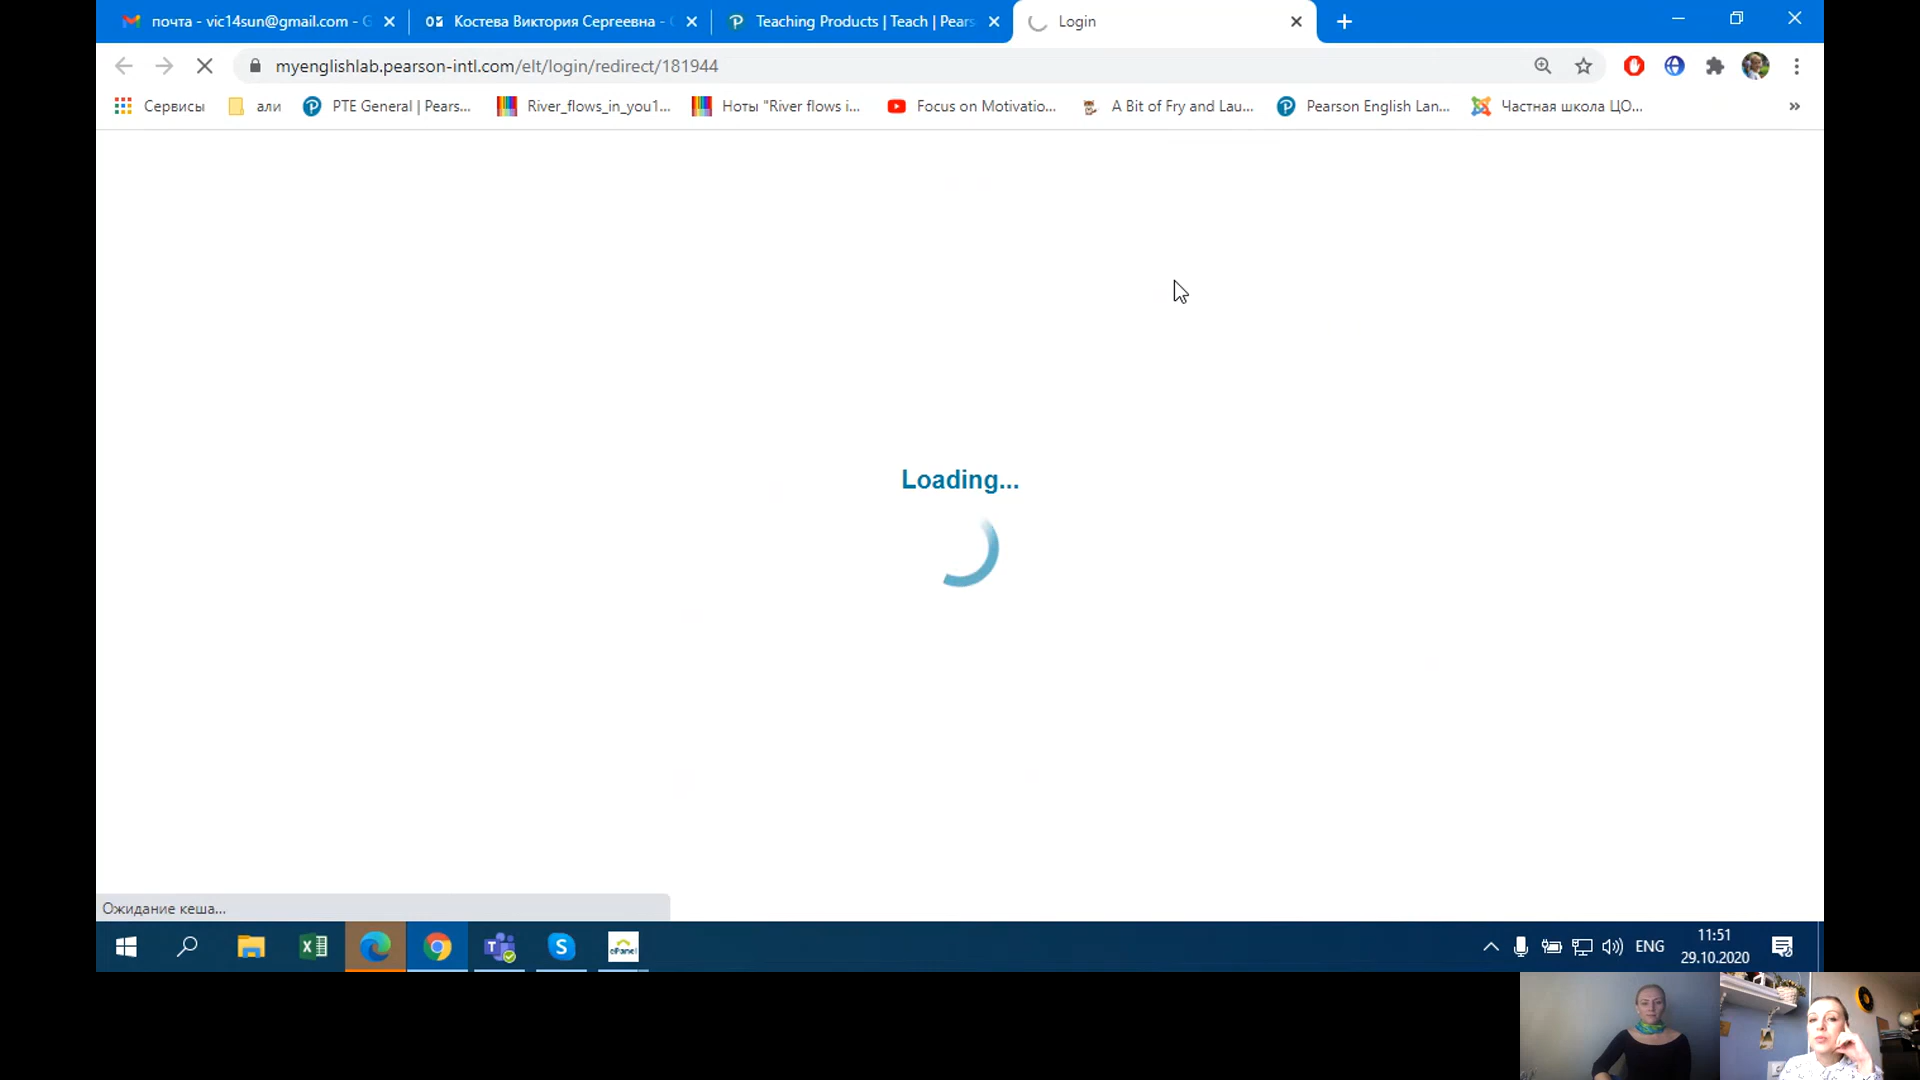 почта - vic14sun@gmail.com - G
Костева Виктория Сергеевна -
Teaching Products | Teach | Pears
Login
myenglishlab.pearson-intl.com/elt/login/redirect/181944
Сервисы
али
PTE General | Pears...
River_flows_in_you1...
Ноты "River flows i...
Focus on Motivatio...
A Bit of Fry and Lau...
Pearson English Lan...
Частная школа ЦО...
Loading...
Ожидание кеша...
ePanel
ENG
11:51
29.10.2020